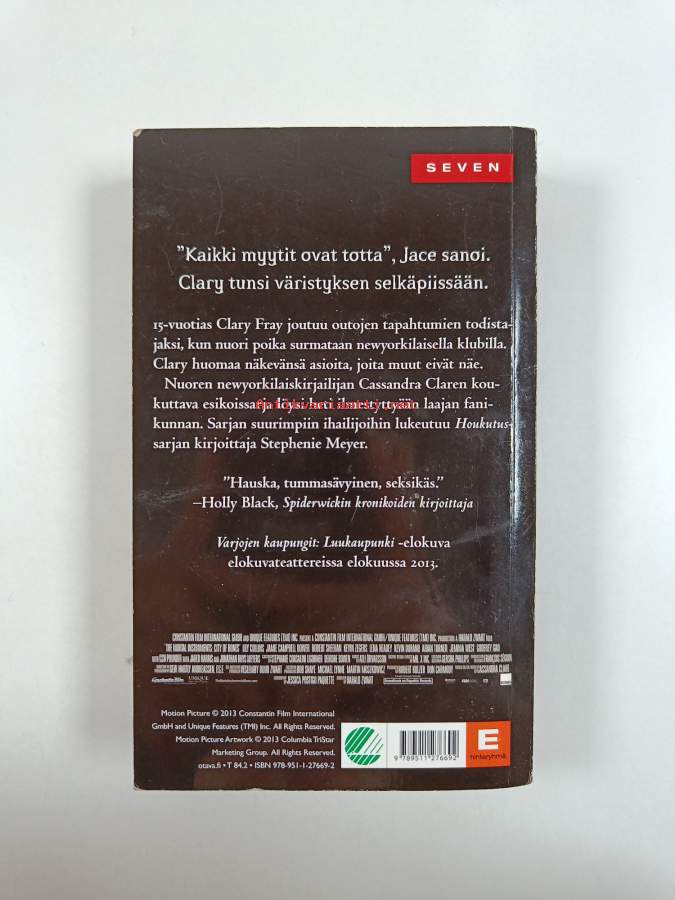 SEVEN
"Kaikki myytit ovat totta", Jace sanoi.
Clary tunsi väristyksen selkäpiissään.
15-vuotias Clary Fray joutuu outojen tapahtumien todista-
jaksi, kun nuori poika surmataan newyorkilaisella klubilla.
Clary huomaa näkevänsä asioita, joita muut eivät näe.
Nuoren newyorkilaiskirjailijan Cassandra Claren kou-
kuttava esikoissarja löysi heti ilmestyttyään laajan fani-
kunnan. Sarjan suurimpiin ihailijoihin lukeutuu Houkutus-
sarjan kirjoittaja Stephenie Meyer.
"Hauska, tummasävyinen, seksikäs."
–Holly Black, Spiderwickin kronikoiden kirjoittaja
Varjojen kaupungit: Luukaupunki -elokuva
elokuvateattereissa elokuussa 2013.
Motion Picture © 2013 Constantin Film International
GmbH and Unique Features (TMI) Inc. All Rights Reserved.
Motion Picture Artwork © 2013 Columbia TriStar
Marketing Group. All Rights Reserved.
otava.fi • T 84.2 • ISBN 978-951-1-27669-2
9 789511 276692
E
hintaryhmä